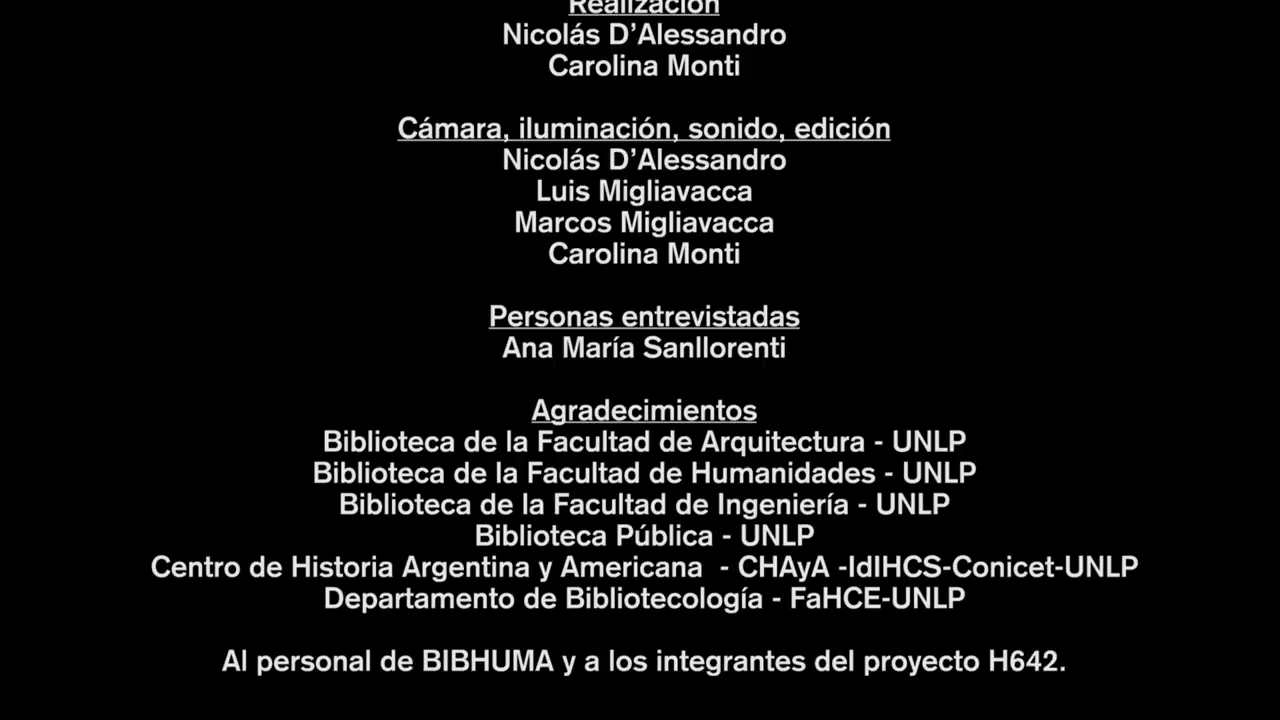 Realización
Nicolás D’Alessandro
Carolina Monti
Cámara, iluminación, sonido, edición
Nicolás D’Alessandro
Luis Migliavacca
Marcos Migliavacca
Carolina Monti
Personas entrevistadas
Ana María Sanllorenti
Agradecimientos
Biblioteca de la Facultad de Arquitectura - UNLP
Biblioteca de la Facultad de Humanidades - UNLP
Biblioteca de la Facultad de Ingeniería - UNLP
Biblioteca Pública - UNLP
Centro de Historia Argentina y Americana  - CHAyA -IdIHCS-Conicet-UNLP
Departamento de Bibliotecología - FaHCE-UNLP
Al personal de BIBHUMA y a los integrantes del proyecto H642.